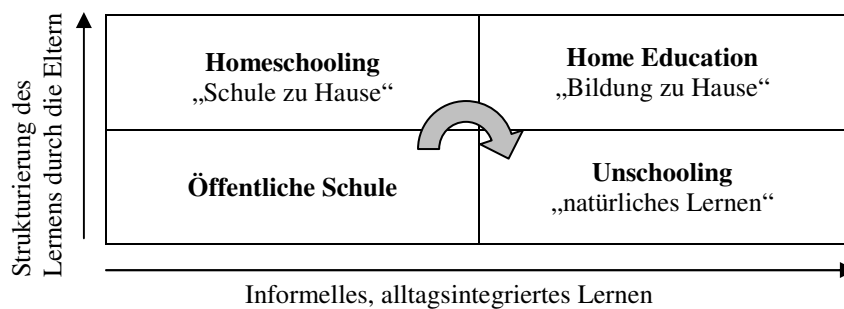 Strukturierung des
Lernens durch die Eltern
Homeschooling
„Schule zu Hause“
Home Education
„Bildung zu Hause“
Öffentliche Schule
Unschooling
„natürliches Lernen“
Informelles, alltagsintegriertes Lernen